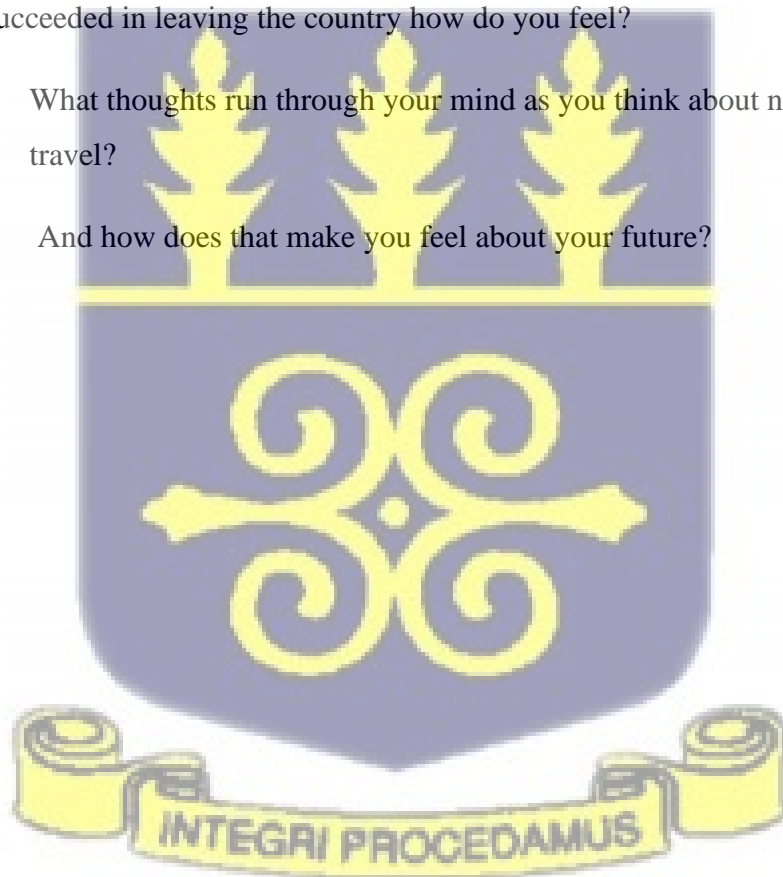 ucceeded in leaving the country how do you feel?
What thoughts run through your mind as you think about n
travel?
And how does that make you feel about your future?
INTEGRI PROCEDAMUS